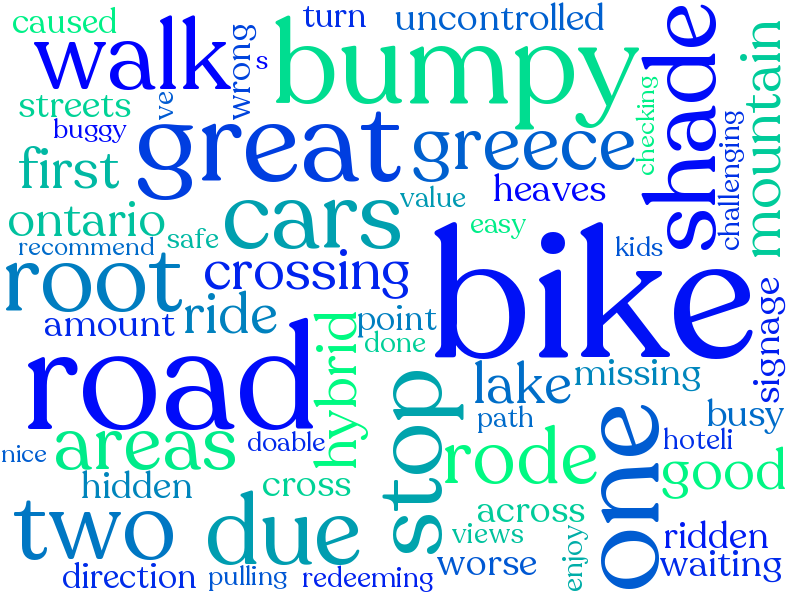 caused
turn
uncontrolled
walk
wrong
s
bumpy
shade
mountain
streets
ve
buggy
great
greece
checking
challenging
first
heaves
value
ontario
safe
cars
easy
kids
recommend
root
crossing
bike
signage
amount
ride
point
done
road
hybrid
stop
lake
missing
path
one
busy
nice
areas
doable
rode
hoteli
good
hidden
cross
two
due
across
views
enjoy
ridden
direction
pulling
redeeming
worse
waiting